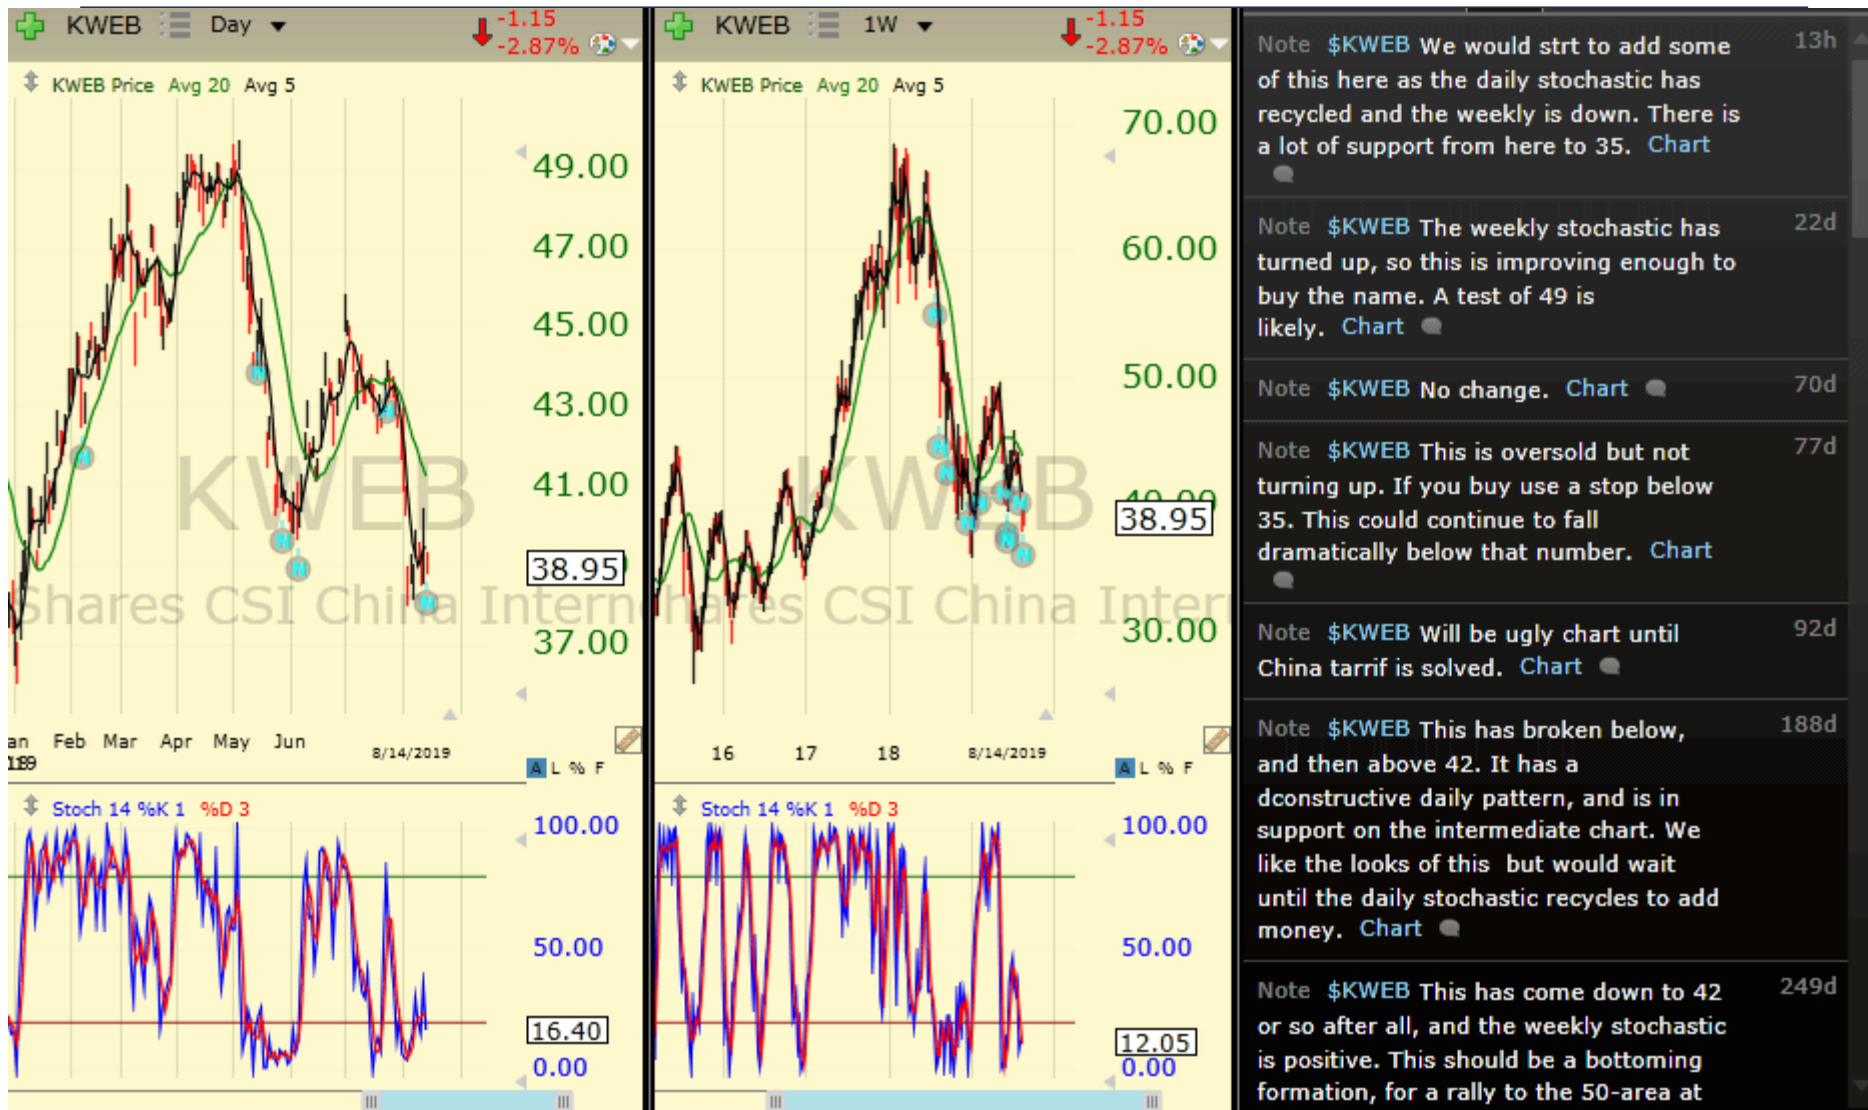 KWEB Day
-1.15
-2.87%
KWEB Price Avg 20 Avg 5
49.00
47.00
45.00
43.00
41.00
38.95
37.00
KWEB
Shares CSI China Intern
Feb Mar Apr May Jun
8/14/2019
A L % F
Stoch 14 %K 1 %D 3
100.00
50.00
16.40
0.00
KWEB 1W
-1.15
-2.87%
KWEB Price Avg 20 Avg 5
70.00
60.00
50.00
40.00
38.95
30.00
KWEB
hares CSI China Inter
16 17 18 8/14/2019
A L % F
Stoch 14 %K 1 %D 3
100.00
50.00
12.05
0.00
N
N
N
N
N
N
Note $KWEB We would strt to add some 13h
of this here as the daily stochastic has
recycled and the weekly is down. There is
a lot of support from here to 35. Chart
Note $KWEB The weekly stochastic has 22d
turned up, so this is improving enough to
buy the name. A test of 49 is
likely. Chart
Note $KWEB No change. Chart 70d
Note $KWEB This is oversold but not 77d
turning up. If you buy use a stop below
35. This could continue to fall
dramatically below that number. Chart
Note $KWEB Will be ugly chart until 92d
China tarrif is solved. Chart
Note $KWEB This has broken below, 188d
and then above 42. It has a
dconstructive daily pattern, and is in
support on the intermediate chart. We
like the looks of this but would wait
until the daily stochastic recycles to add
money. Chart
Note $KWEB This has come down to 42 249d
or so after all, and the weekly stochastic
is positive. This should be a bottoming
formation, for a rally to the 50-area at